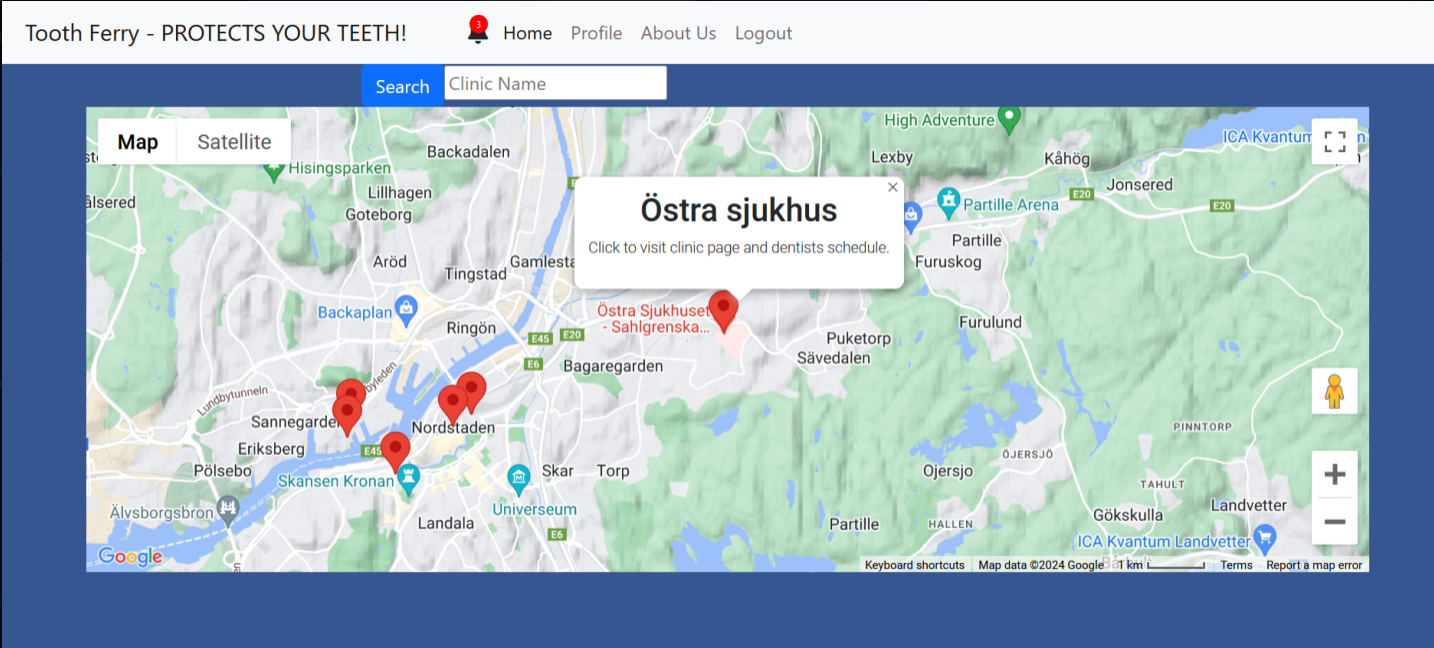 Tooth Ferry - PROTECTS YOUR TEETH!
3
Home Profile About Us Logout
Search Clinic Name
Map Satellite
High Adventure
ICA Kvantum
Hisingsparken
Backadalen
Lexby
Kåhög
Jonsered
Lillhagen
Goteborg
Östra sjukhus
Click to visit clinic page and dentists schedule.
E20
E20
Partille Arena
Partille
Furuskog
Aröd
Tingstad
Gamlesta
Backaplan
Östra Sjukhuset
- Sahlgrenska...
Ringön
E45
E20
Furulund
Puketorp
Sävedalen
E6
Bagaregarden
Lundbytunneln
Sannegarde
Nordstaden
Eriksberg
E45
PINNTORP
Pölsebo
Skansen Kronan
Skar
Torp
ÖJERSJÖ
Ojersjo
TAHULT
Älvsborgsbron
Universeum
Landvetter
Gökskulla
Landala
Partille
HALLEN
E6
ICA Kvantum Landvetter
Google
Keyboard shortcuts Map data ©2024 Google 1 km Terms Report a map error